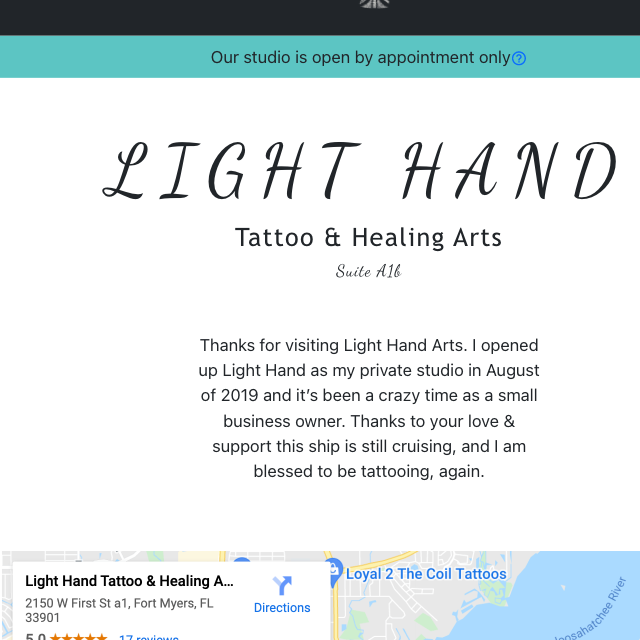 Our studio is open by appointment only
LIGHT HAND
Tattoo & Healing Arts
Suite A1b
Thanks for visiting Light Hand Arts. I opened
up Light Hand as my private studio in August
of 2019 and it’s been a crazy time as a small
business owner. Thanks to your love &
support this ship is still cruising, and I am
blessed to be tattooing, again.
Light Hand Tattoo & Healing A...
2150 W First St a1, Fort Myers, FL
33901
Directions
5.0 ★★★★★ 17 reviews
Loyal 2 The Coil Tattoos